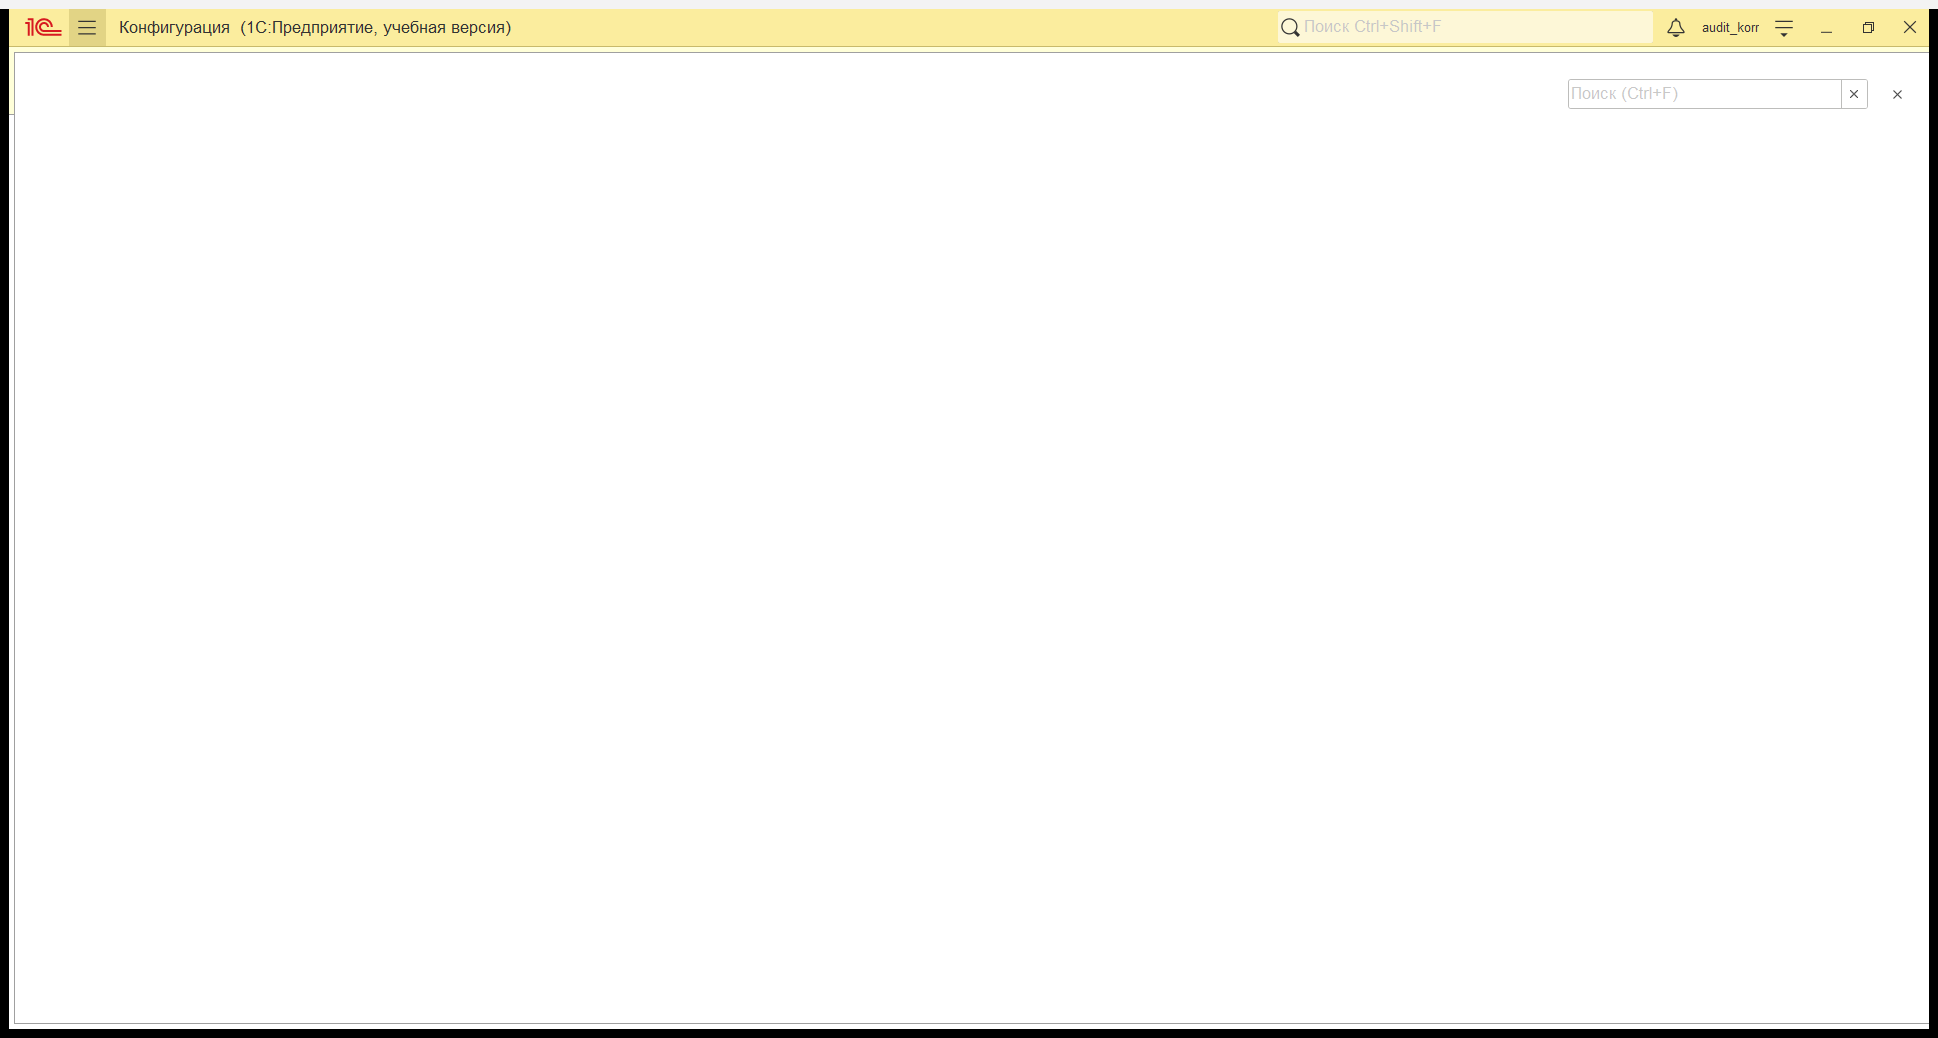 1С Конфигурация (1С:Предприятие, учебная версия) Поиск Ctrl+Shift+F audit_korr
Поиск (Ctrl+F)